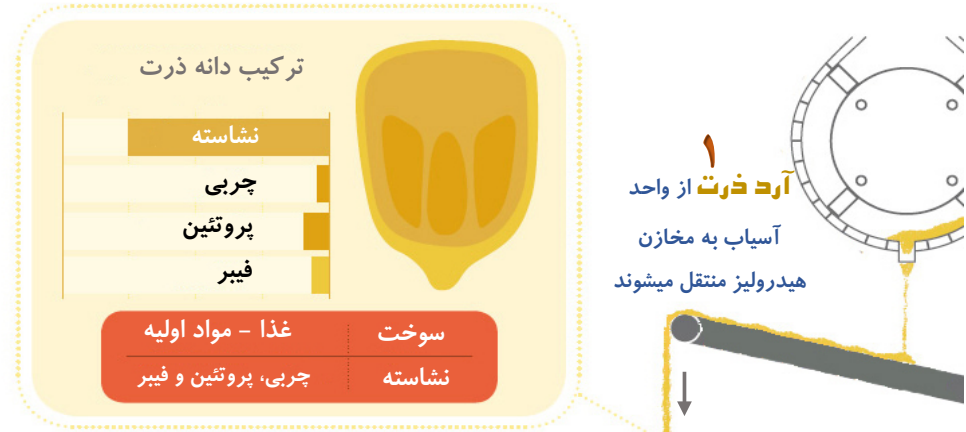 ترکیب دانه ذرت
نشاسته
چربی
پروتئین
فیبر
سوخت غذا - مواد اولیه
نشاسته چربی، پروتئین و فیبر
۱
آرد ذرت از واحد
آسیاب به مخازن
هیدرولیز منتقل میشوند